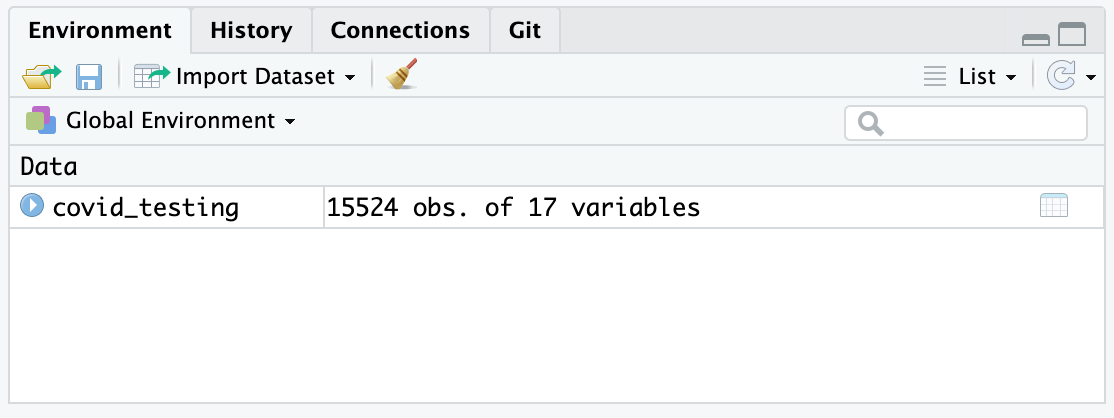 Environment History Connections Git
Import Dataset List
Global Environment
Data
covid_testing 15524 obs. of 17 variables